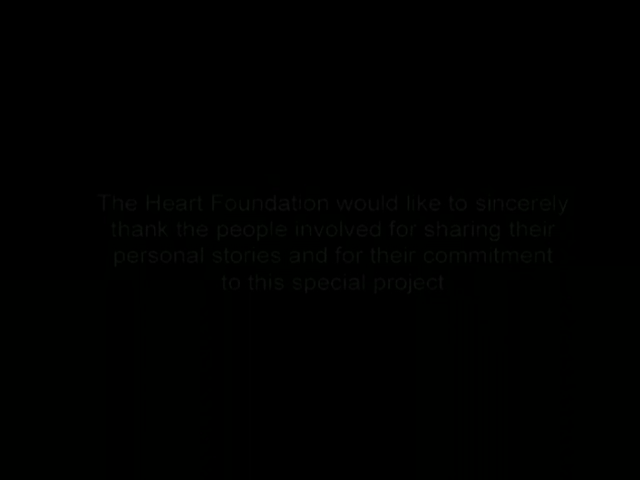 The Heart Foundation would like to sincerely
thank the people involved for sharing their
personal stories and for their commitment
to this special project